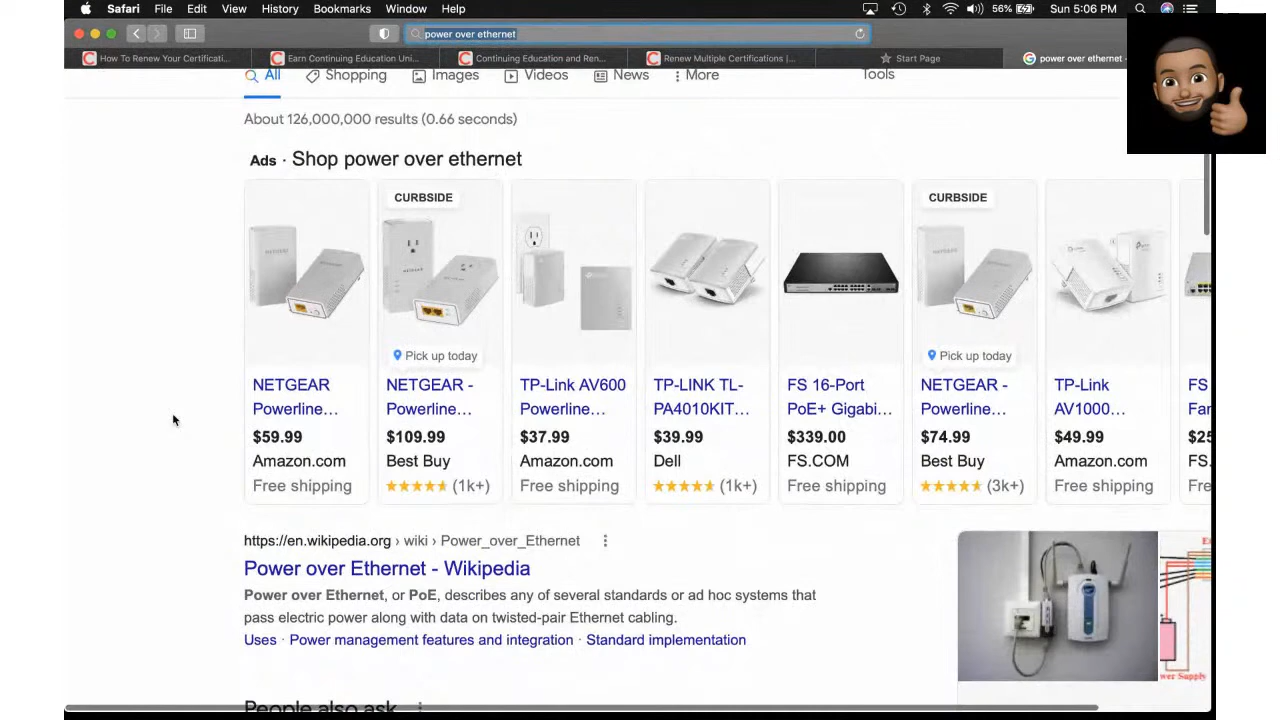 Safari File Edit View History Bookmarks Window Help 56% Sun 5:06 PM
power over ethernet
How To Renew Your Certificati... Earn Continuing Education Uni... Continuing Education and Ren... Renew Multiple Certifications |... Start Page power over ethernet -
All Shopping Images Videos News More Tools
About 126,000,000 results (0.66 seconds)
Ads · Shop power over ethernet
CURBSIDE CURBSIDE
Pick up today Pick up today
NETGEAR NETGEAR - TP-Link AV600 TP-LINK TL- FS 16-Port NETGEAR - TP-Link FS
Powerline... Powerline... Powerline... PA4010KIT... PoE+ Gigabi... Powerline... AV1000... Far
$59.99 $109.99 $37.99 $39.99 $339.00 $74.99 $49.99 $25
Amazon.com Best Buy Amazon.com Dell FS.COM Best Buy Amazon.com FS.
Free shipping (1k+) Free shipping (1k+) Free shipping (3k+) Free shipping Fre
https://en.wikipedia.org › wiki › Power_over_Ethernet
Power over Ethernet - Wikipedia
Power over Ethernet, or PoE, describes any of several standards or ad hoc systems that
pass electric power along with data on twisted-pair Ethernet cabling.
Uses · Power management features and integration · Standard implementation
wer Supply
People also ask